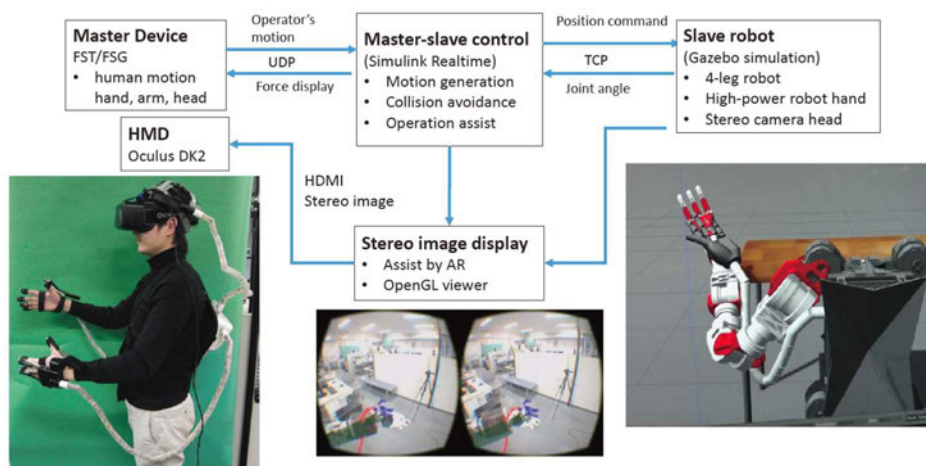 Master Device
FST/FSG
• human motion
hand, arm, head
Operator's
motion
UDP
Force display
Master-slave control
(Simulink Realtime)
• Motion generation
• Collision avoidance
• Operation assist
Position command
TCP
Joint angle
Slave robot
(Gazebo simulation)
• 4-leg robot
• High-power robot hand
• Stereo camera head
HMD
Oculus DK2
HDMI
Stereo image
Stereo image display
• Assist by AR
• OpenGL viewer